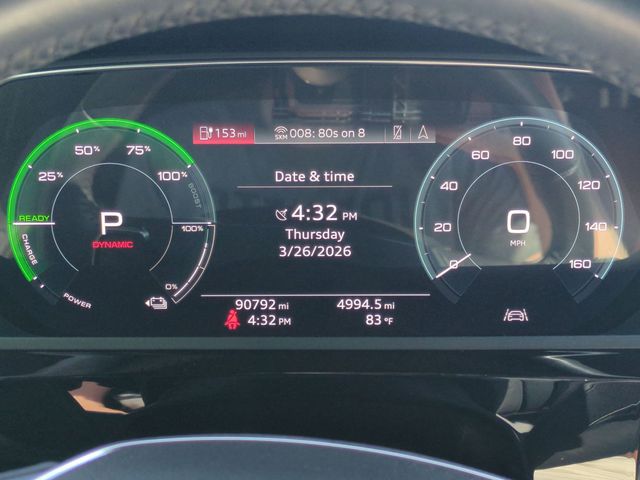 153 mi
SXM 008: 80s on 8
25%
50%
75%
100%
BOOST
READY
CHARGE
P
DYNAMIC
100%
0%
POWER
Date & time
4:32 PM
Thursday
3/26/2026
90792 mi
4994.5 mi
4:32 PM
83 °F
0
20
40
60
80
100
120
140
160
0
MPH